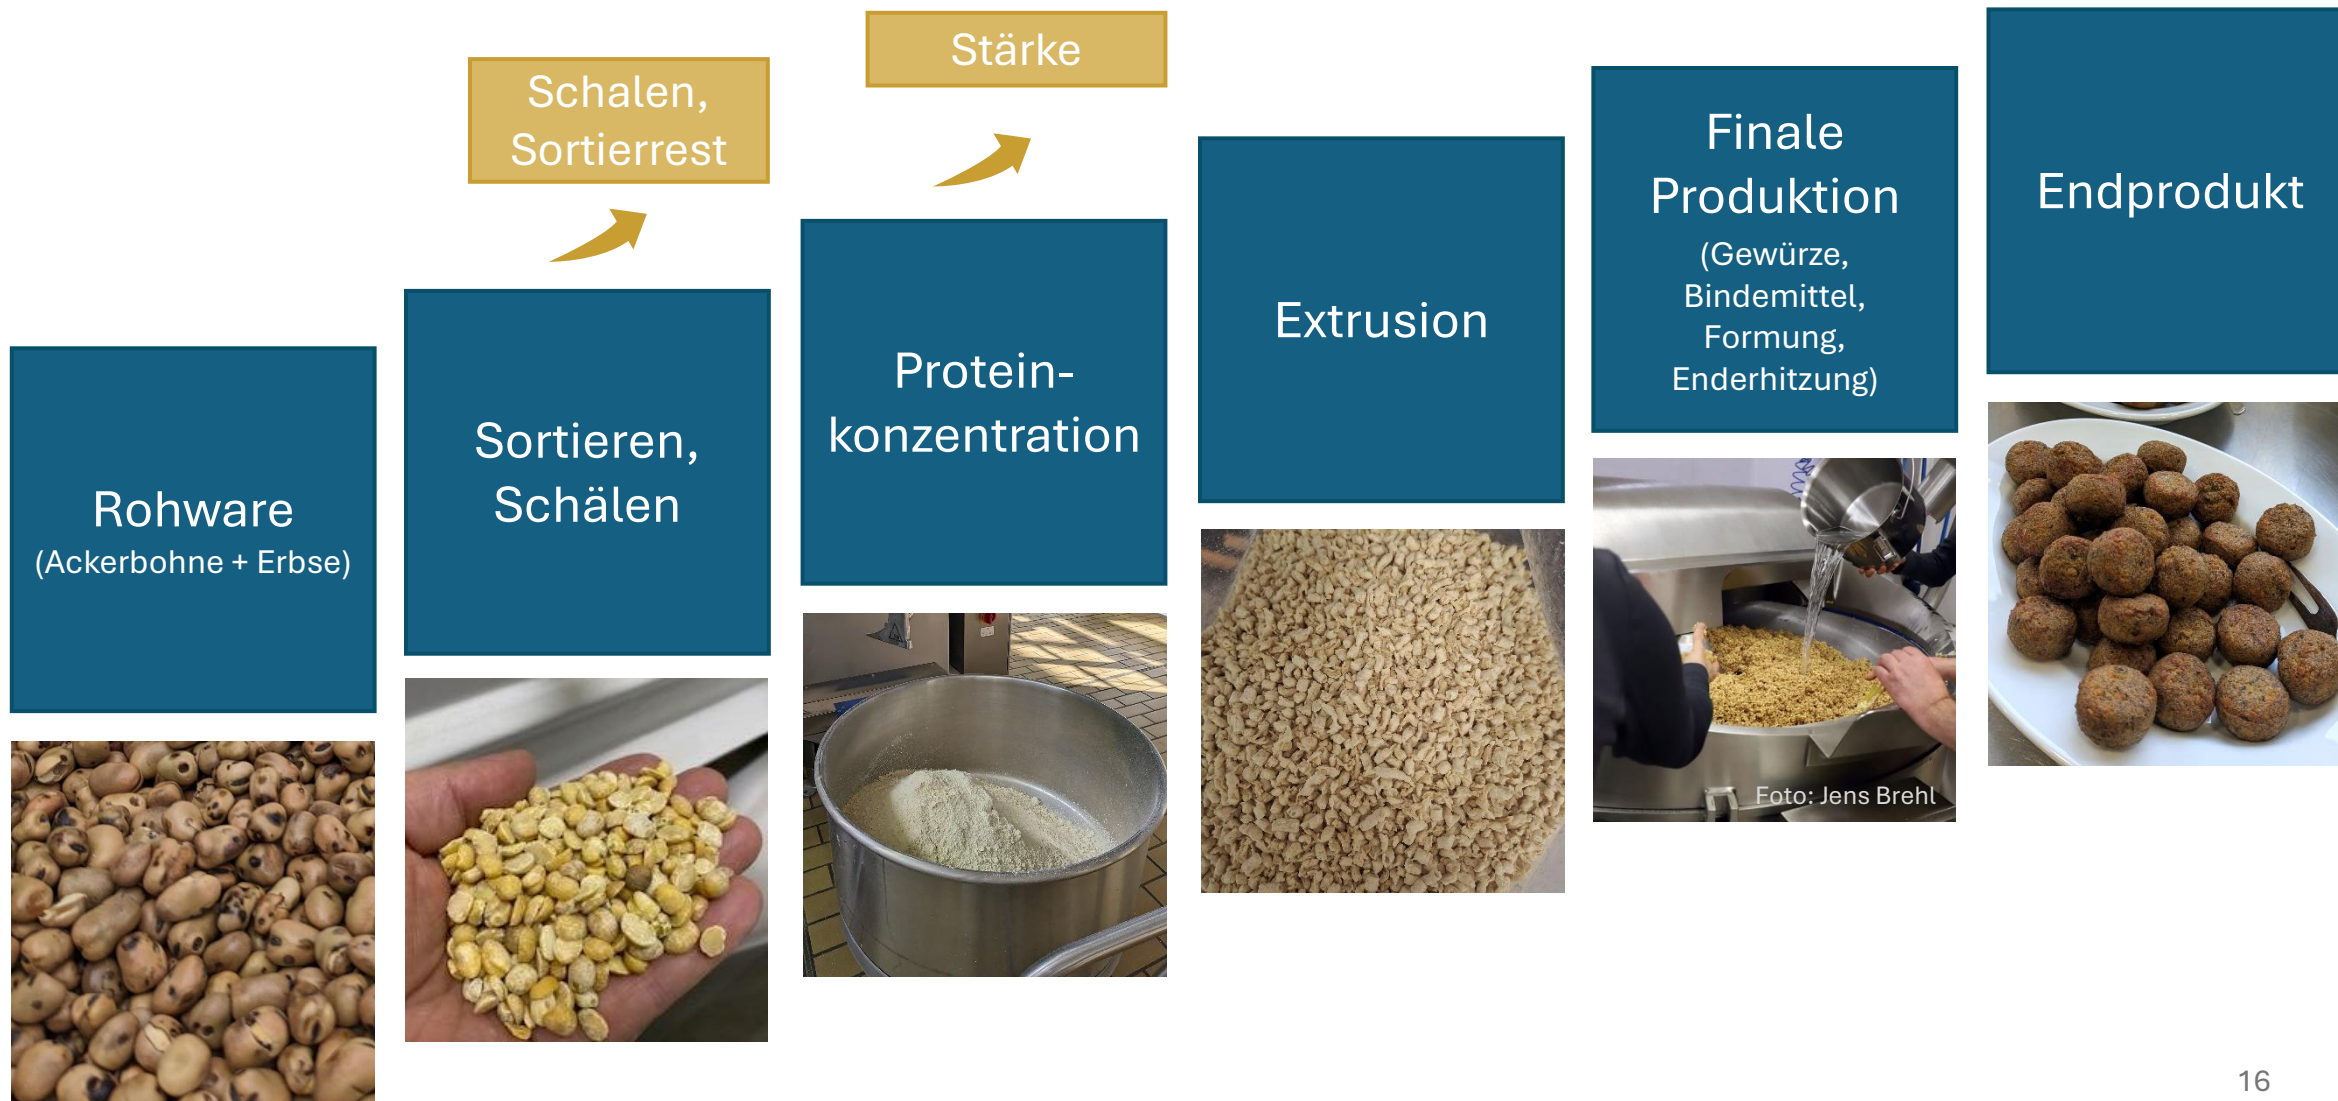 Rohware
(Ackerbohne + Erbse)
Schalen,
Sortierrest
Sortieren,
Schälen
Stärke
Protein-
konzentration
Extrusion
Finale
Produktion
(Gewürze,
Bindemittel,
Formung,
Enderhitzung)
Foto: Jens Brehl
Endprodukt
16